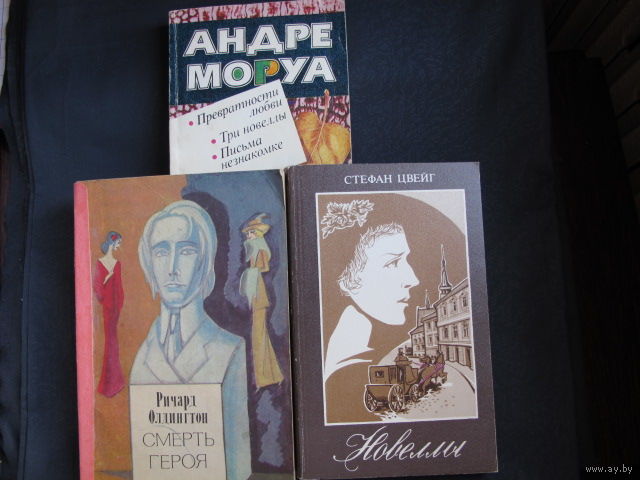 АНДРЕ
МОРУА
• Превратности
любви
• Три новеллы
• Письма
незнакомке
Ричард
Олдингтон
СМЕРТЬ
ГЕРОЯ
СТЕФАН ЦВЕЙГ
Новеллы
www.ay.by